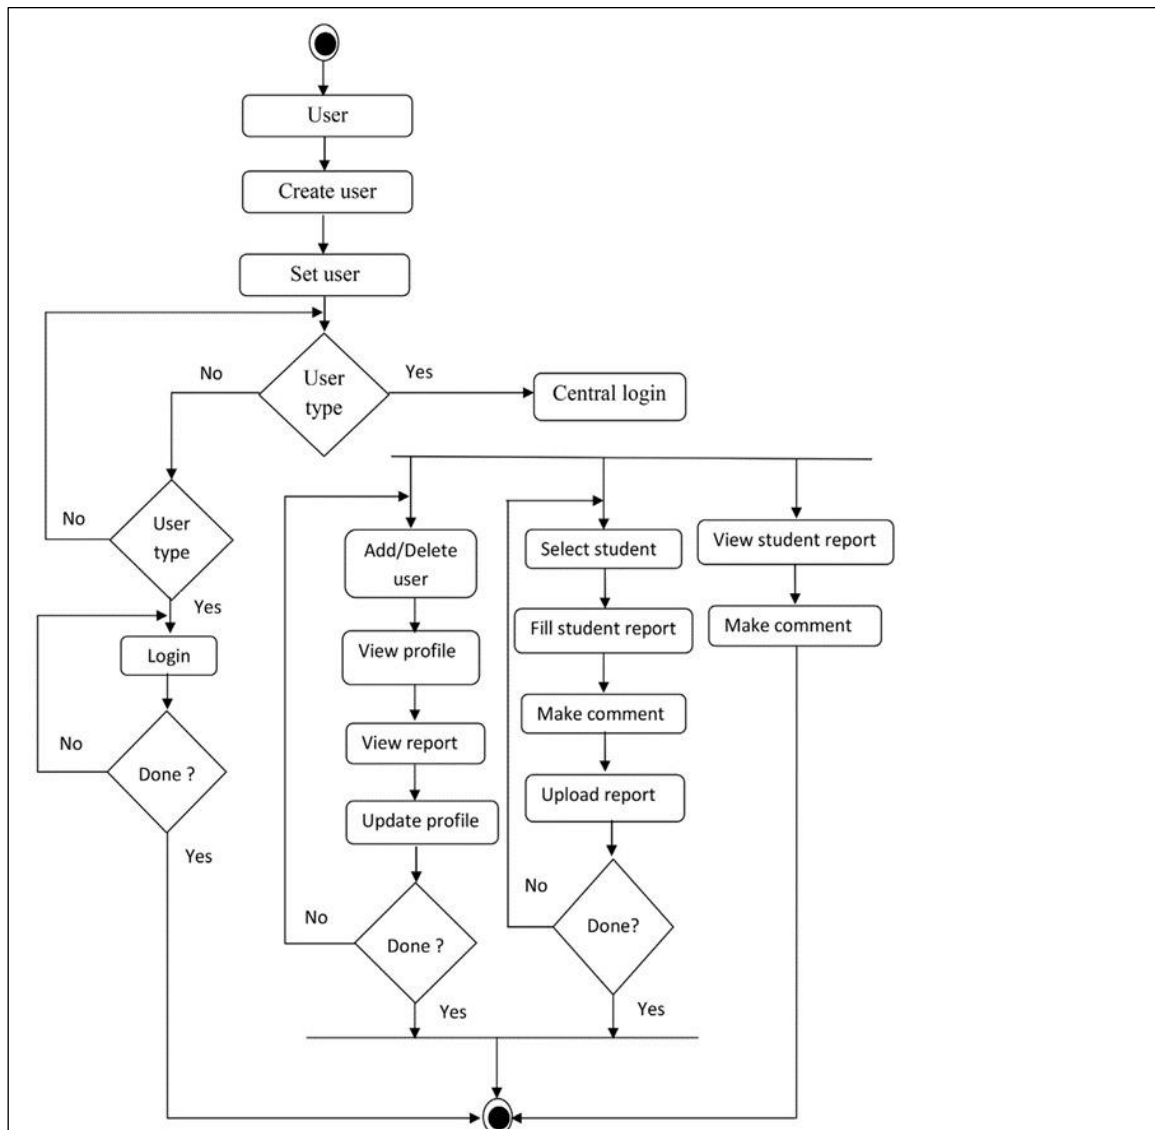 User
Create user
Set user
No
User
type
Yes
Central login
No
User
type
Yes
Login
No
Done ?
Yes
Add/Delete
user
View profile
View report
Update profile
No
Done ?
Yes
Select student
Fill student report
Make comment
Upload report
No
Done?
Yes
View student report
Make comment